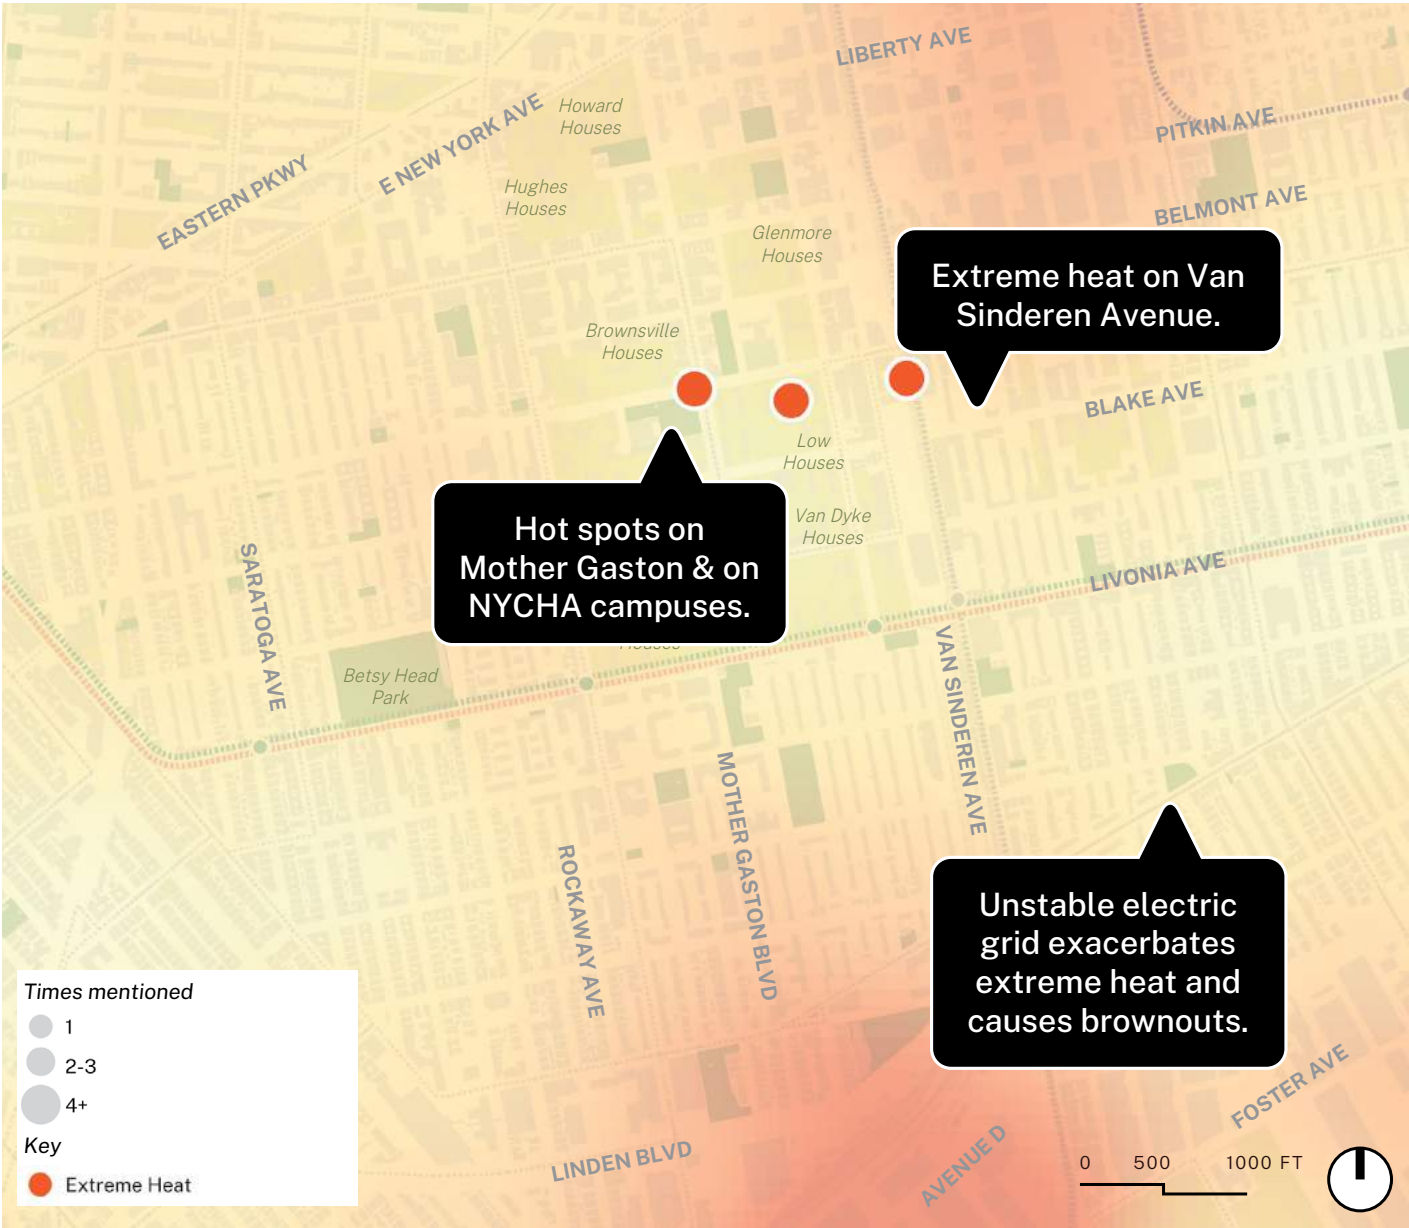 LIBERTY AVE
PITKIN AVE
BELMONT AVE
E NEW YORK AVE
EASTERN PKWY
Howard
Houses
Hughes
Houses
Glenmore
Houses
Extreme heat on Van
Sinderen Avenue.
Brownsville
Houses
BLAKE AVE
Low
Houses
Hot spots on
Mother Gaston & on
NYCHA campuses.
Van Dyke
Houses
LIVONIA AVE
SARATOGA AVE
Houses
Betsy Head
Park
VAN SINDEREN AVE
MOTHER GASTON BLVD
ROCKAWAY AVE
Unstable electric
grid exacerbates
extreme heat and
causes brownouts.
FOSTER AVE
AVENUE D
LINDEN BLVD
Times mentioned
1
2-3
4+
Key
Extreme Heat
0 500 1000 FT